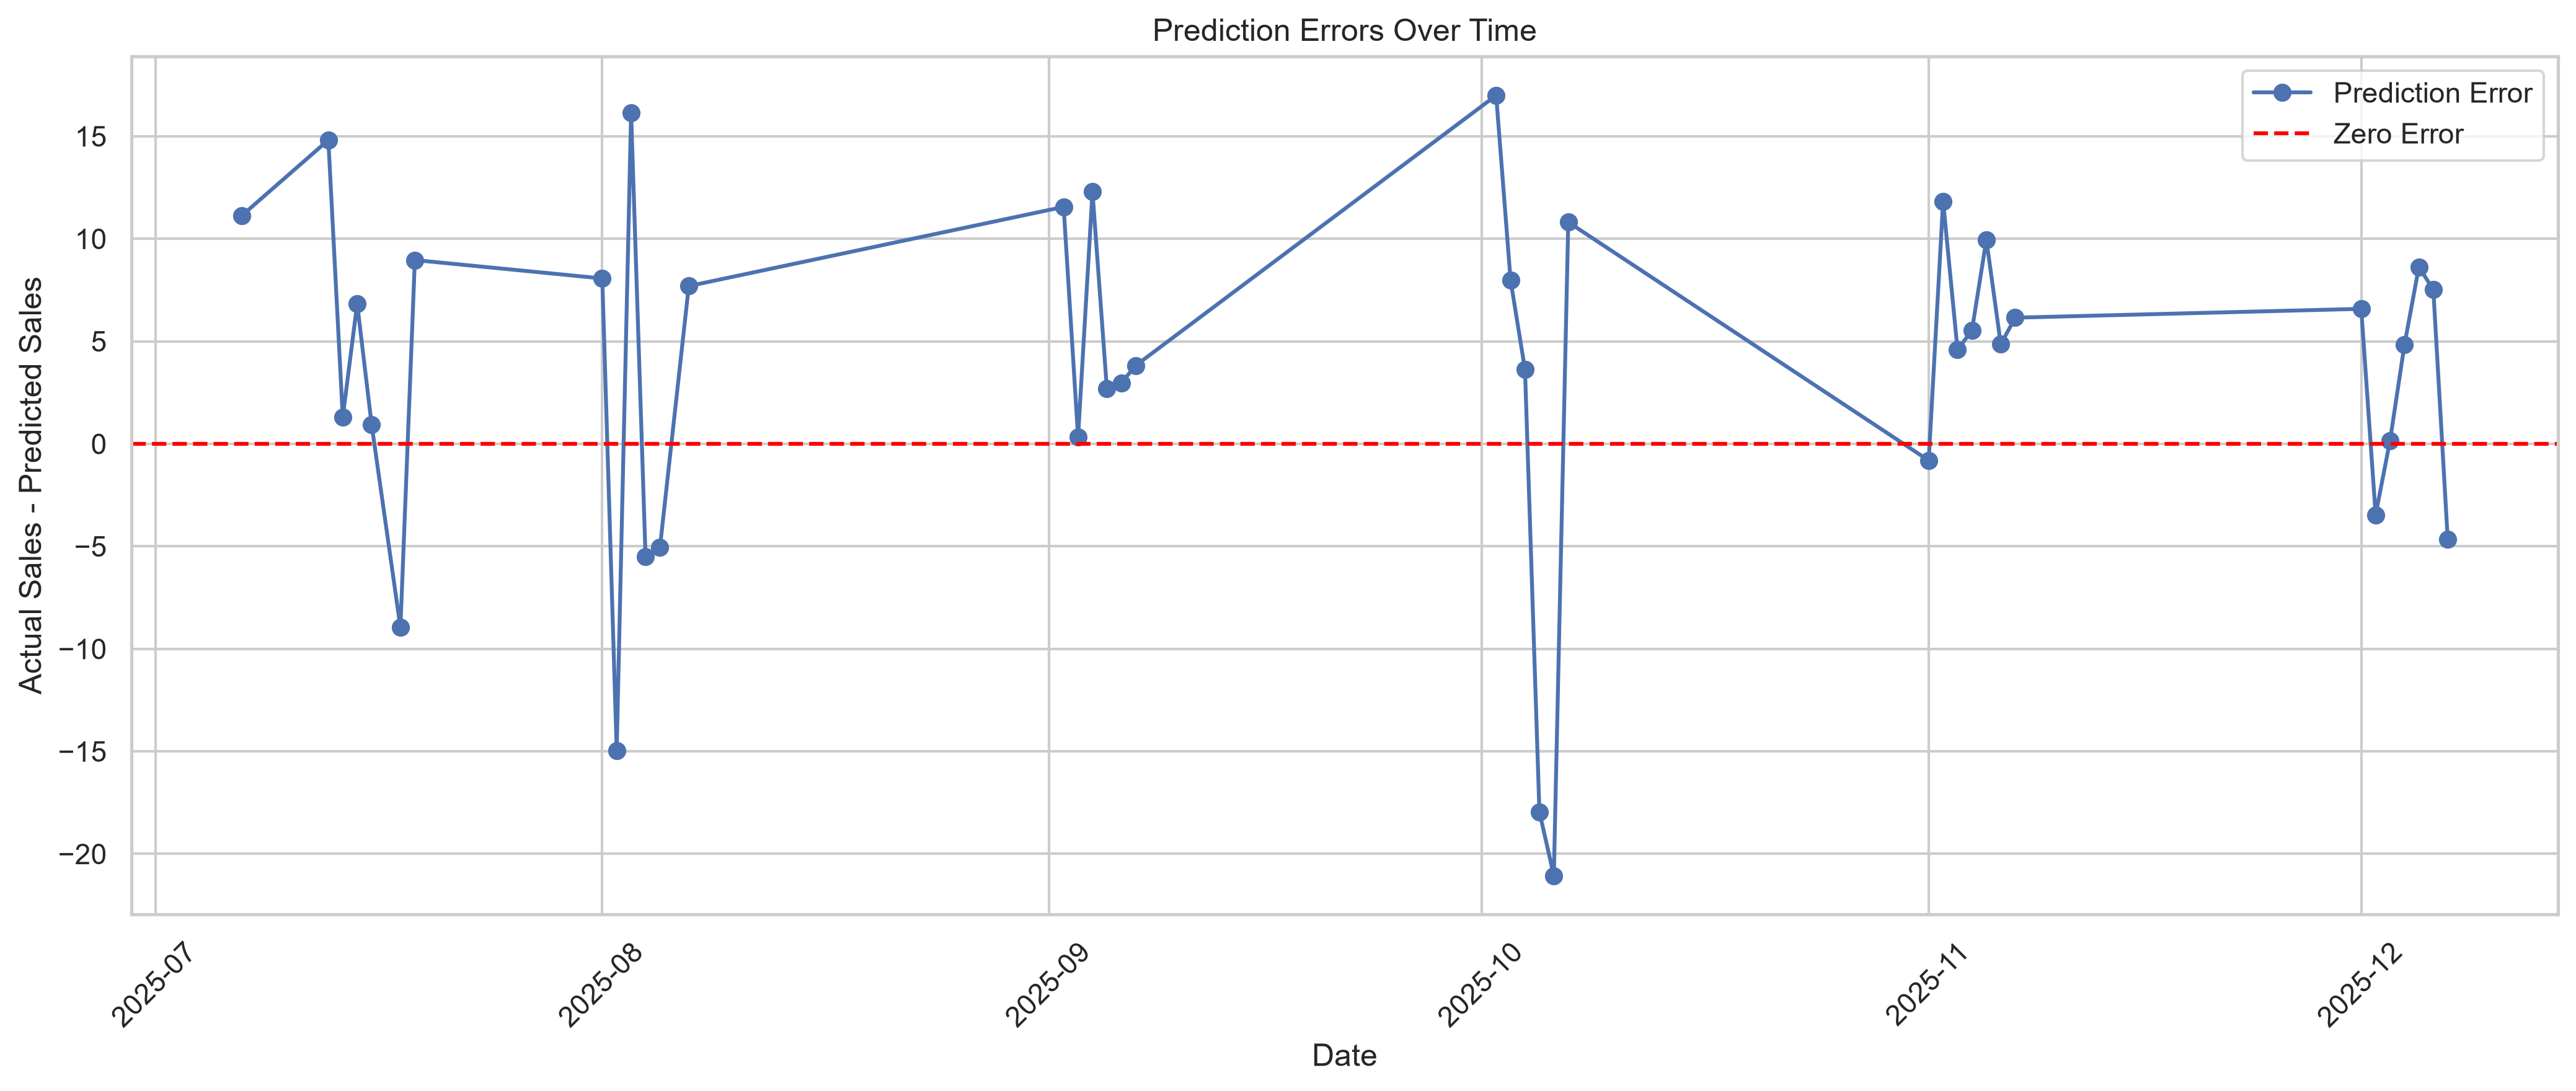 Prediction Errors Over Time
Prediction Error
Zero Error
Actual Sales - Predicted Sales
15
10
5
0
−5
−10
−15
−20
2025-07
2025-08
2025-09
2025-10
2025-11
2025-12
Date